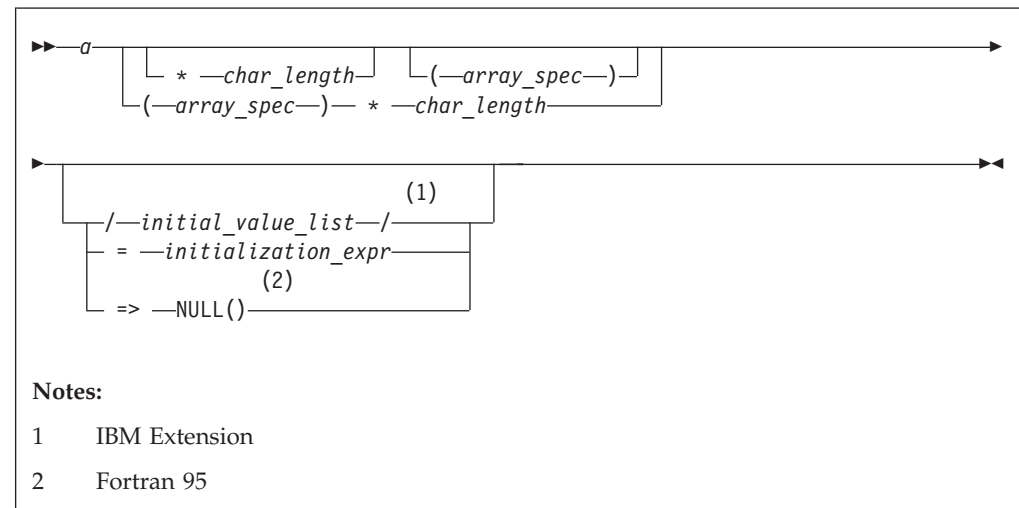 a
* char_length (array_spec)
(array_spec) * char_length
(1)
/initial_value_list/
= initialization_expr
(2)
=> NULL()
Notes:
1 IBM Extension
2 Fortran 95